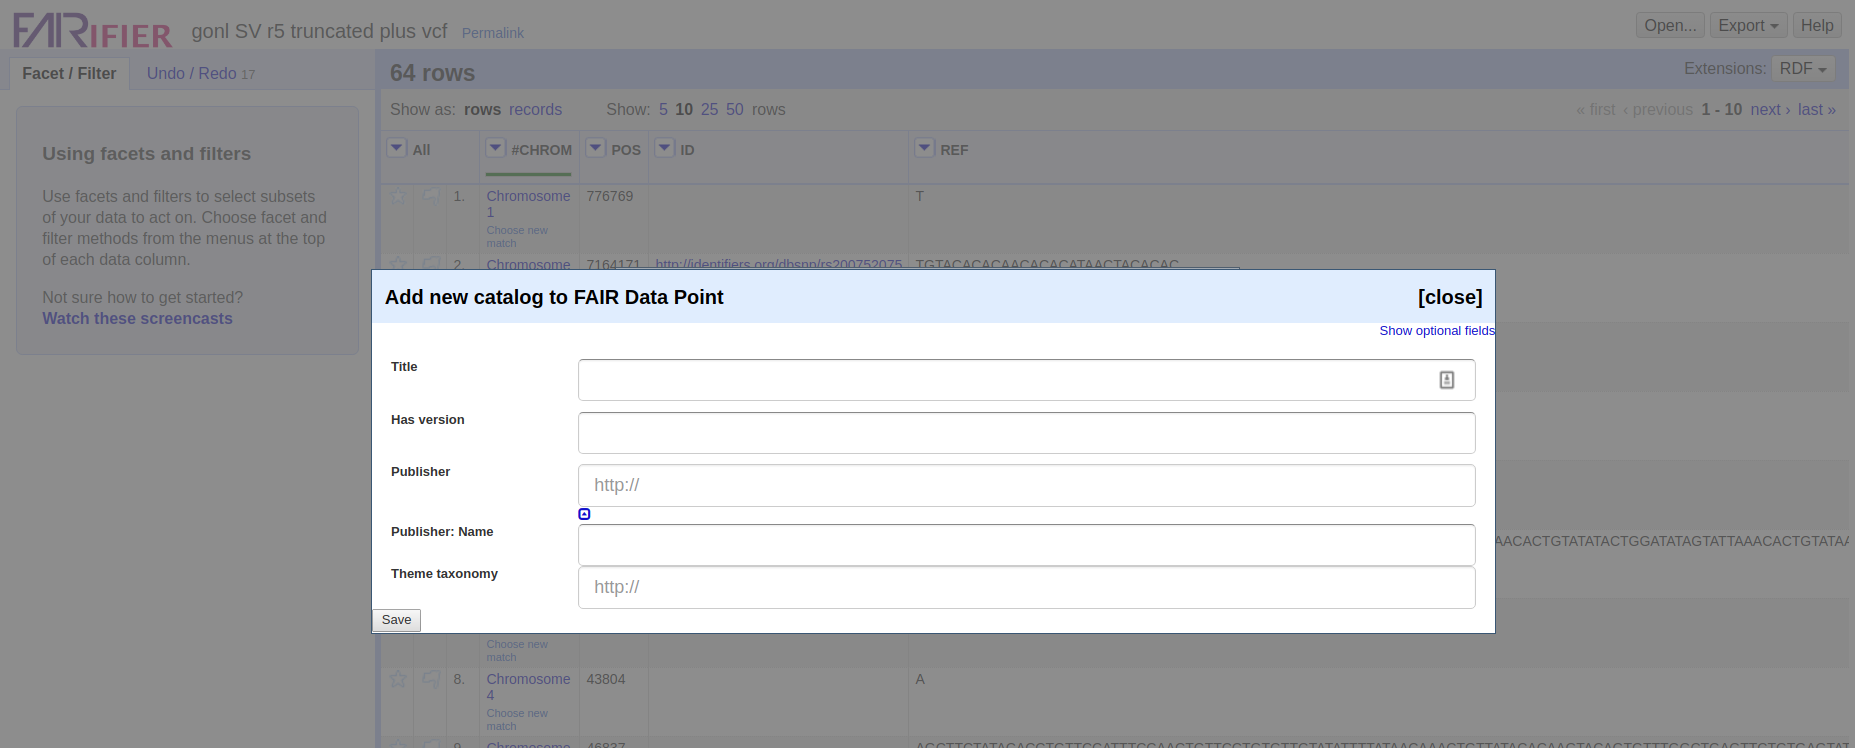 FAIRIFIER gonl SV r5 truncated plus vcf Permalink Open... Export Help
Facet / Filter Undo / Redo 17
64 rows Extensions: RDF
Show as: rows records Show: 5 10 25 50 rows « first ‹ previous 1 - 10 next › last »
Using facets and filters
Use facets and filters to select subsets
of your data to act on. Choose facet and
filter methods from the menus at the top
of each data column.
Not sure how to get started?
Watch these screencasts
All #CHROM POS ID REF
1. Chromosome 776769 T
1
Choose new
match
2. Chromosome 7164171 http://identifiers.org/dbsnp/rs200752075 TGTACACACAACACACATAACTACACAC
Add new catalog to FAIR Data Point [close]
Show optional fields
Title
Has version
Publisher http://
Publisher: Name
AACACTGTATATACTGGATATAGTATTAAACACTGTATAA
Theme taxonomy http://
Save
Choose new
match
8. Chromosome 43804 A
4
Choose new
match
9. Chromosome 46837